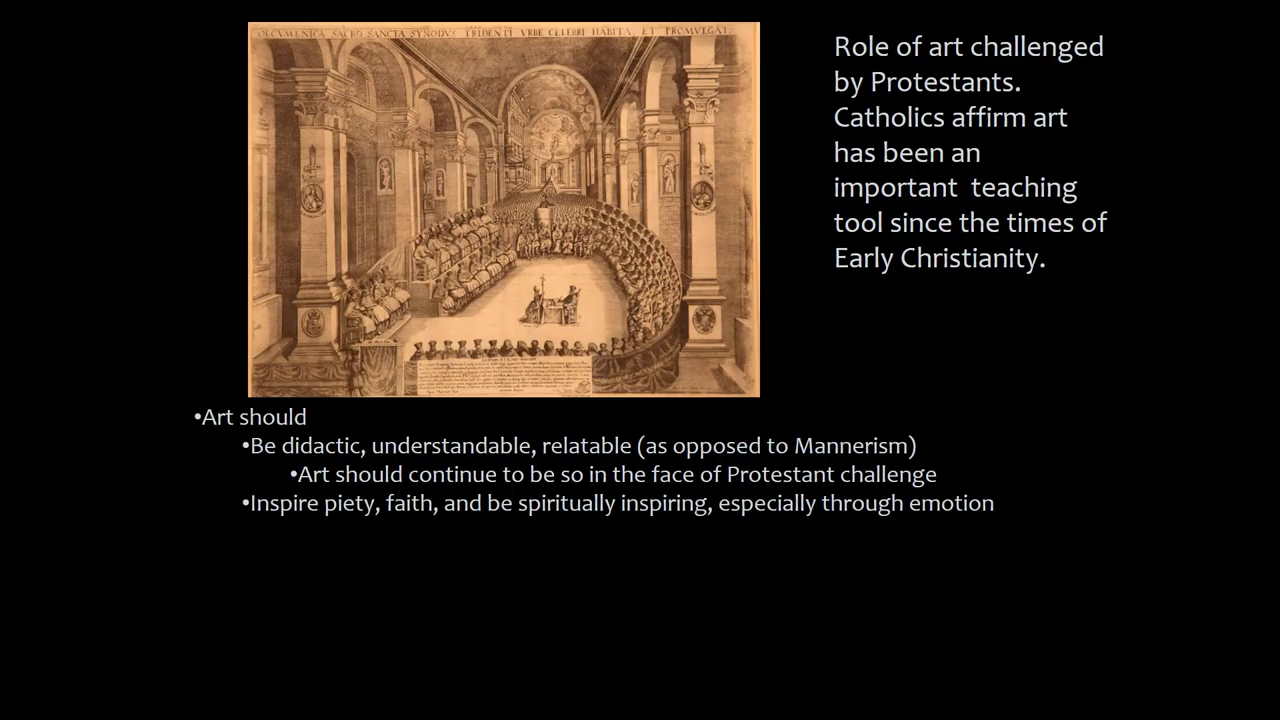 OECVMENICA SACRO SANCTA SYNODVS TRIDENTI VRBE CELEBRI HABITA ET PROMVLGAT
Role of art challenged
by Protestants.
Catholics affirm art
has been an
important  teaching
tool since the times of
Early Christianity.
•Art should
•Be didactic, understandable, relatable (as opposed to Mannerism)
•Art should continue to be so in the face of Protestant challenge
•Inspire piety, faith, and be spiritually inspiring, especially through emotion